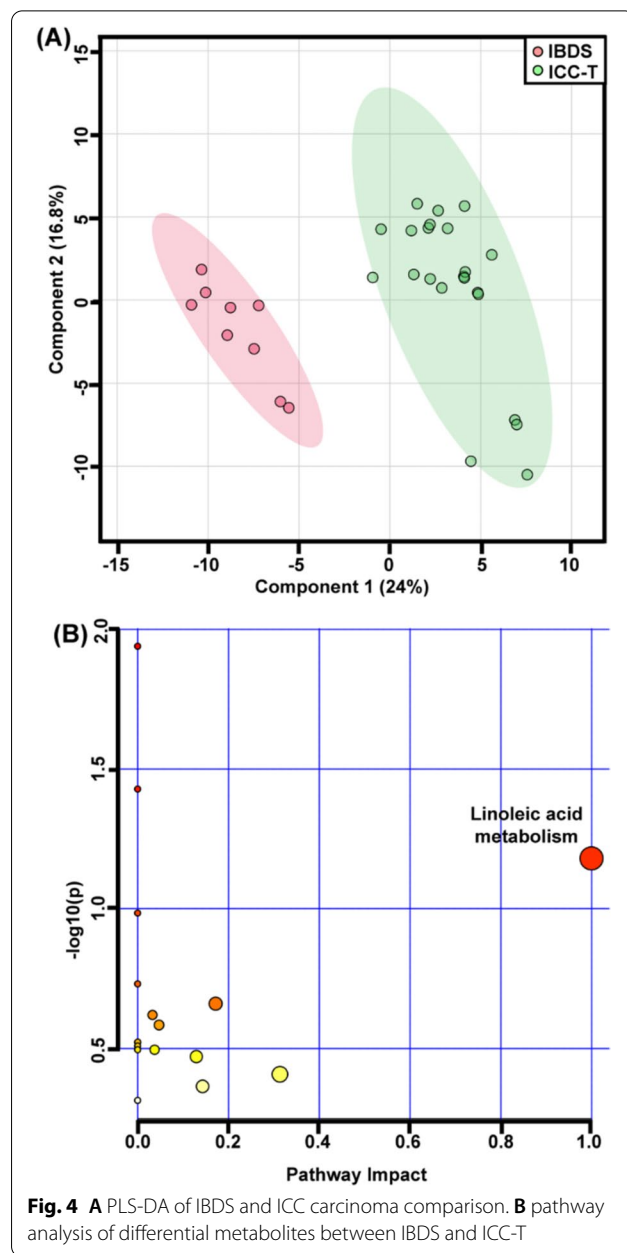 (A)
IBDS
ICC-T
15
10
5
0
-5
-10
Component 2 (16.8%)
-15
-10
-5
0
5
10
Component 1 (24%)
(B)
2.0
1.5
1.0
0.5
-log10(p)
Linoleic acid
metabolism
0.0
0.2
0.4
0.6
0.8
1.0
Pathway Impact
Fig. 4 A PLS-DA of IBDS and ICC carcinoma comparison. B pathway
analysis of differential metabolites between IBDS and ICC-T